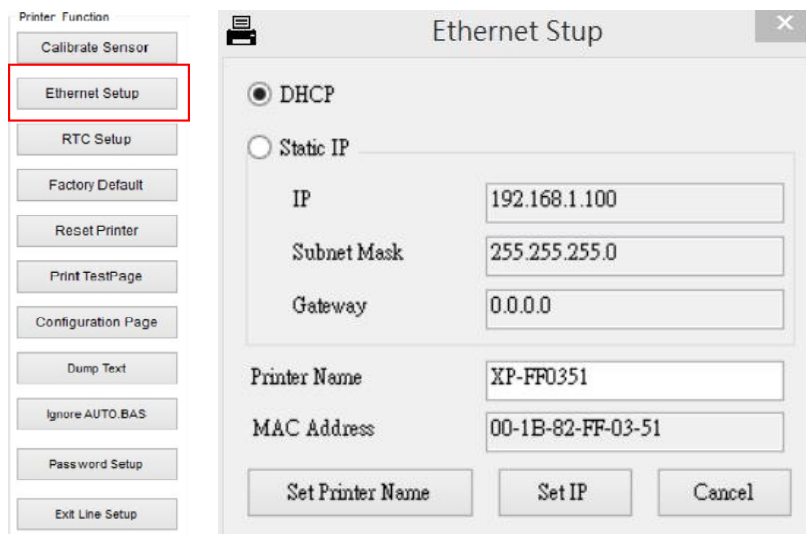 Printer Function
Calibrate Sensor
Ethernet Setup
RTC Setup
Factory Default
Reset Printer
Print TestPage
Configuration Page
Dump Text
Ignore AUTO.BAS
Password Setup
Exit Line Setup
Ethernet Stup
DHCP
Static IP
IP 192.168.1.100
Subnet Mask 255.255.255.0
Gateway 0.0.0.0
Printer Name XP-FF0351
MAC Address 00-1B-82-FF-03-51
Set Printer Name Set IP Cancel